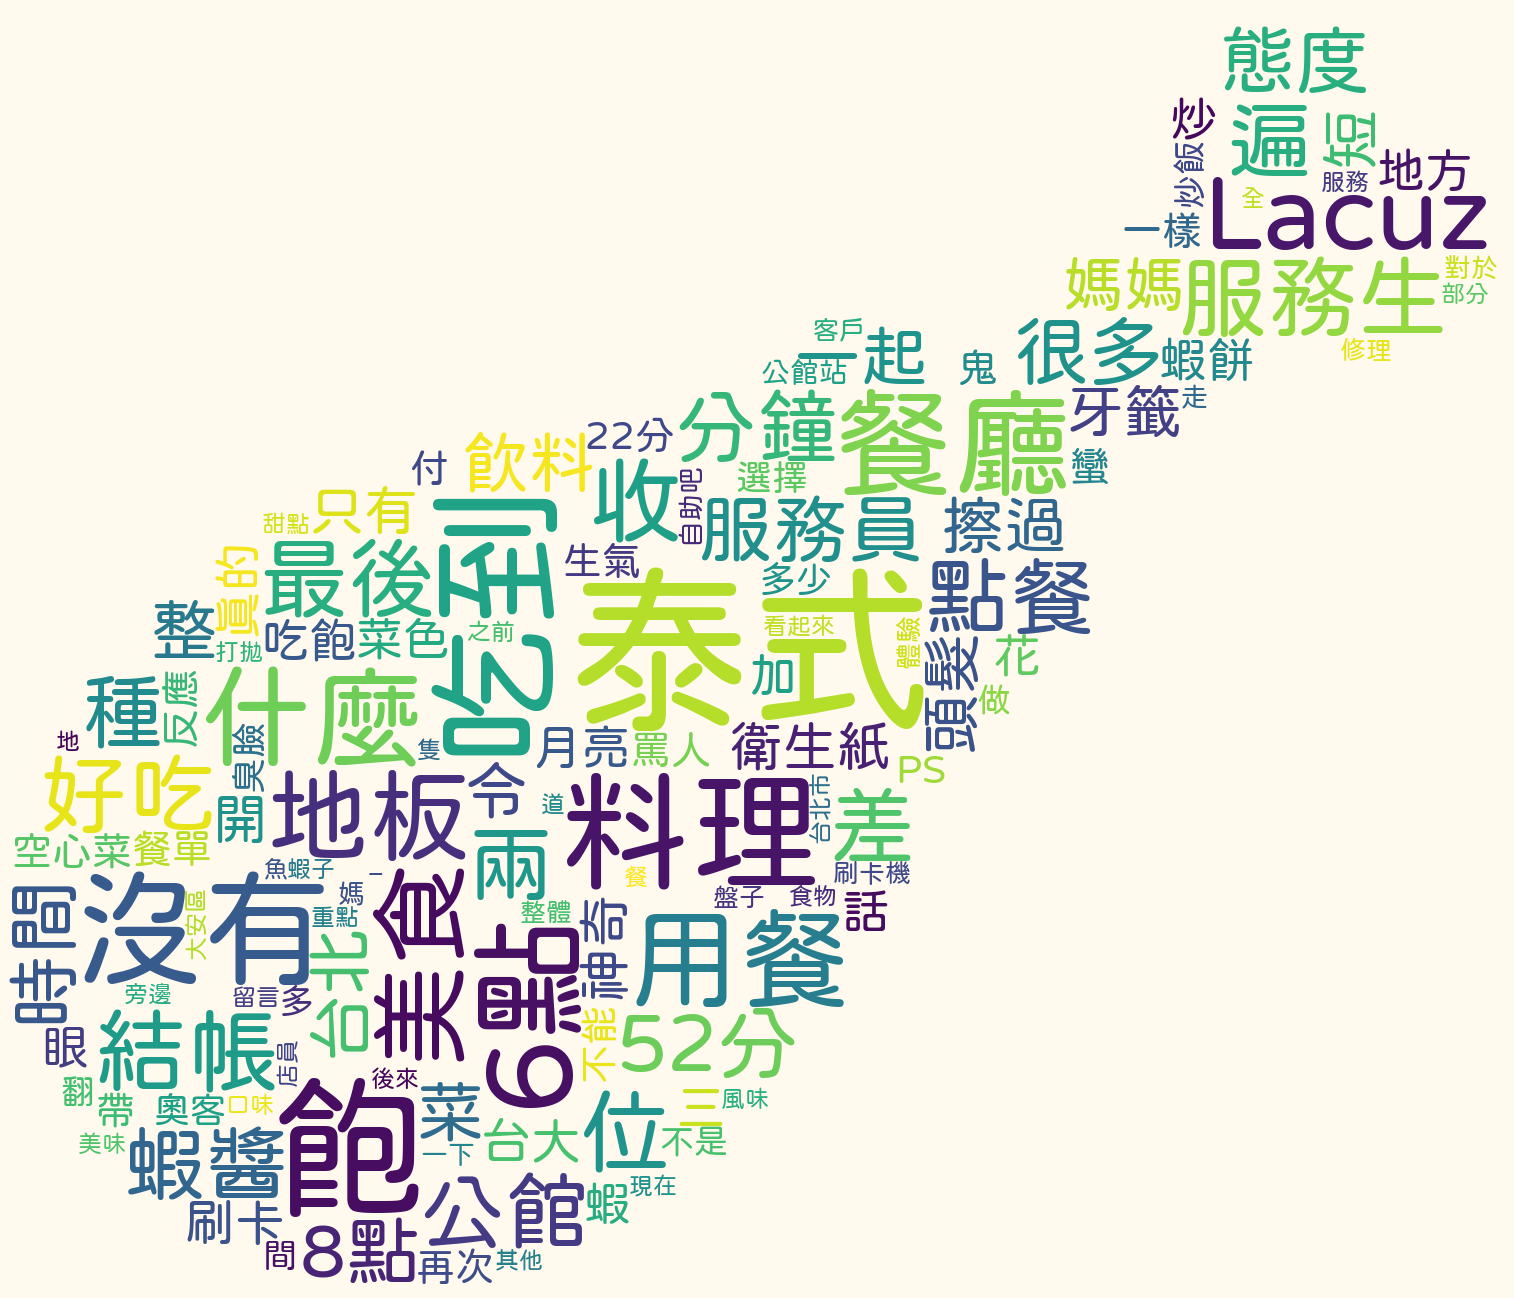 態度
炒
遍
短
炒飯
地方
服務
全
Lacuz
一樣
媽媽
服務生
對於
部分
客戶
一起
鬼
很多
蝦餅
修理
公館站
分鐘
餐廳
牙籤
走
22分
付
飲料
收
選擇
蠻
只有
甜點
自助吧
服務員
擦過
吃到
最後
真的
生氣
泰式
多少
點餐
整
打拋
吃飽
菜色
之前
看起來
體驗
加
頭髮
花
做
種
反應
什麼
地
臭臉
隻
月亮
罵人
衛生紙
PS
好吃
開
地板
令
道
料理
台北市
差
空心菜
餐單
兩
魚蝦子
媽
一
餐
刷卡機
時間
沒有
大安區
重點
美食
整體
神奇
盤子
食物
話
旁邊
留言
多
台北
6點
用餐
眼
結帳
店員
不能
52分
後來
翻
帶
奧客
口味
飽
菜
三
風味
美味
蝦醬
一下
台大
位
不是
刷卡
公館
蝦
現在
間
8點
再次
其他